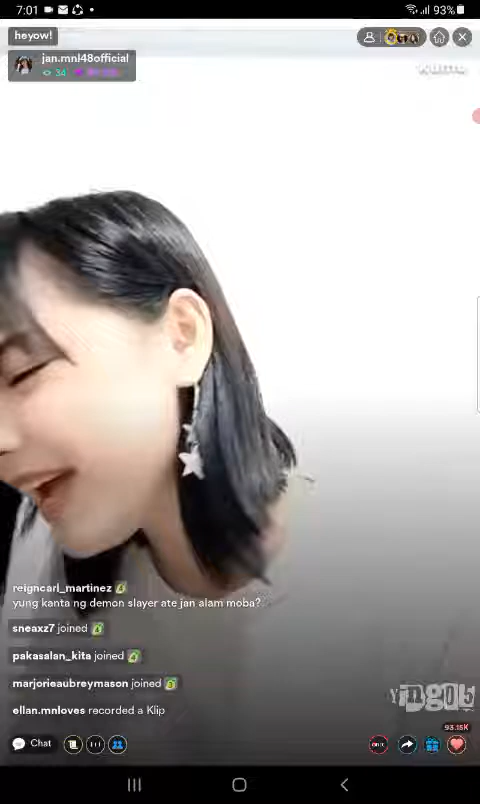 7:01
93%
heyow!
jan.mnl48official
34
kumu
reigncarl_martinez
yung kanta ng demon slayer ate jan alam moba?
sneaxz7 joined
pakasalan_kita joined
marjorieaubreymason joined
ellan.mnloves recorded a Klip
93.15K
Chat